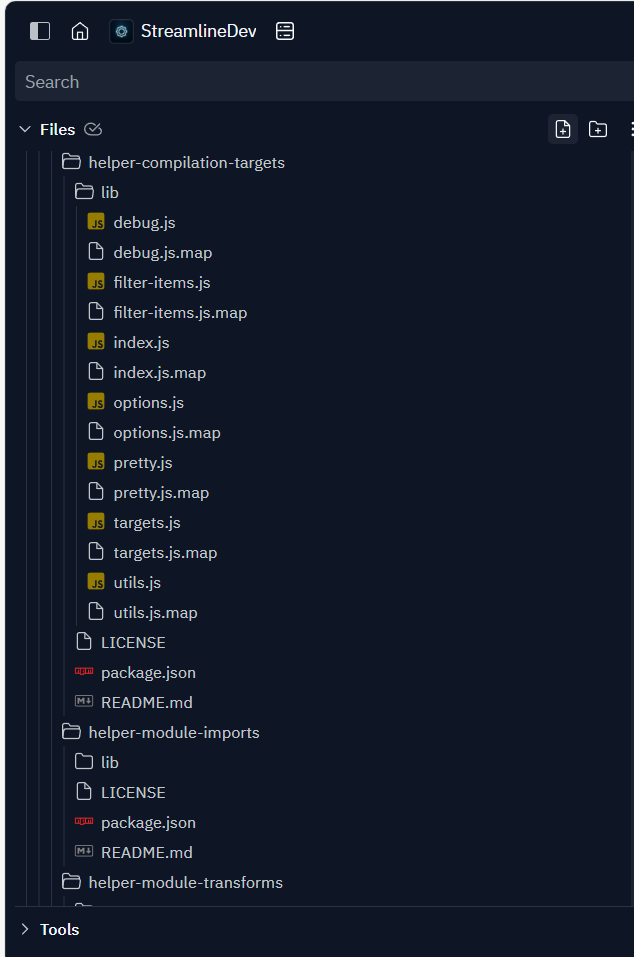 StreamlineDev
Search
Files
helper-compilation-targets
lib
JS debug.js
debug.js.map
JS filter-items.js
filter-items.js.map
JS index.js
index.js.map
JS options.js
options.js.map
JS pretty.js
pretty.js.map
JS targets.js
targets.js.map
JS utils.js
utils.js.map
LICENSE
npm package.json
M↓ README.md
helper-module-imports
lib
LICENSE
npm package.json
M↓ README.md
helper-module-transforms
Tools